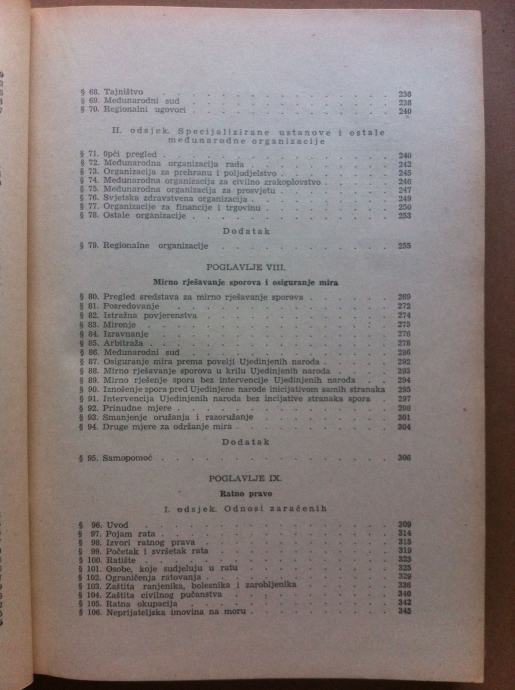 § 68. Tajništvo . . . . . . . . . . 236
§ 69. Međunarodni sud . . . . . . . . . . 238
§ 70. Regionalni ugovori . . . . . . . . . . 240
II. odsjek. Specijalizirane ustanove i ostale
međunarodne organizacije
§ 71. Opći pregled . . . . . . . . . . 240
§ 72. Međunarodna organizacija rada . . . . . . . . 242
§ 73. Organizacija za prehranu i poljudjelstvo . . . . . . 245
§ 74. Međunarodna organizacija za civilno zrakoplovstvo . . . . 246
§ 75. Međunarodna organizacija za prosvjetu . . . . . . 247
§ 76. Svjetska zdravstvena organizacija . . . . . . . 249
§ 77. Organizacije za financije i trgovinu . . . . . . . 250
§ 78. Ostale organizacije . . . . . . . . . 253
Dodatak
§ 79. Regionalne organizacije . . . . . . . . 255
POGLAVLJE VIII.
Mirno rješavanje sporova i osiguranje mira
§ 80. Pregled sredstava za mirno rješavanje sporova . . . . . 269
§ 81. Posredovanje . . . . . . . . . . 272
§ 82. Istražna povjerenstva . . . . . . . . . 274
§ 83. Mirenje . . . . . . . . . . 275
§ 84. Izravnanje . . . . . . . . . . 276
§ 85. Arbitraža . . . . . . . . . . 278
§ 86. Međunarodni sud . . . . . . . . . 286
§ 87. Osiguranje mira prema povelji Ujedinjenih naroda . . . . 292
§ 88. Mirno rješavanje sporova u krilu Ujedinjenih naroda . . . 293
§ 89. Mirno rješenje spora bez intervencije Ujedinjenih naroda . . 294
§ 90. Iznošenje spora pred Ujedinjene narode inicijativom samih stranaka 295
§ 91. Intervencija Ujedinjenih naroda bez incijative stranaka spora 297
§ 92. Prinudne mjere . . . . . . . . . . 298
§ 93. Smanjenje oružanja i razoružanje . . . . . . . 301
§ 94. Druge mjere za održanje mira . . . . . . . . 304
Dodatak
§ 95. Samopomoć . . . . . . . . . . 306
POGLAVLJE IX.
Ratno pravo
I. odsjek. Odnosi zaraćenih
§ 96. Uvod . . . . . . . . . . 309
§ 97. Pojam rata . . . . . . . . . . 314
§ 98. Izvori ratnog prava . . . . . . . . . 315
§ 99. Početak i svršetak rata . . . . . . . . 319
§ 100. Ratište . . . . . . . . . . 323
§ 101. Osobe, koje sudjeluju u ratu . . . . . . . 325
§ 102. Ograničenja ratovanja . . . . . . . . 329
§ 103. Zaštita ranjenika, bolesnika i zarobljenika . . . . . 336
§ 104. Zaštita civilnog pučanstva . . . . . . . 340
§ 105. Ratna okupacija . . . . . . . . . 342
§ 106. Neprijateljska imovina na moru . . . . . . . 345